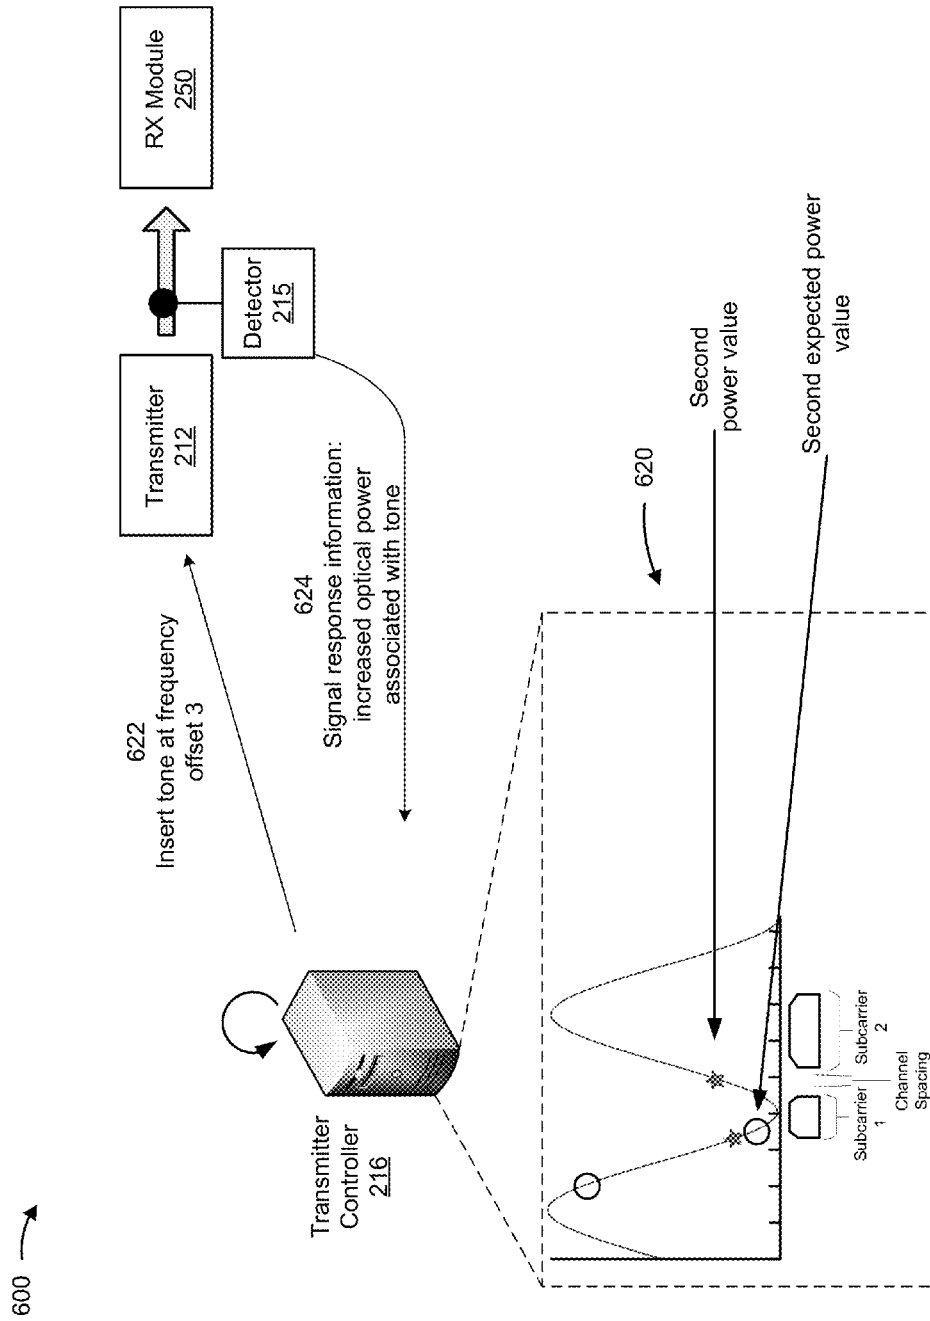 600
Transmitter
Controller
216
622
Insert tone at frequency
offset 3
Transmitter
212
Detector
215
RX Module
250
624
Signal response information:
increased optical power
associated with tone
620
Second
power value
Second expected power
value
Subcarrier
1
Channel
Spacing
Subcarrier
2